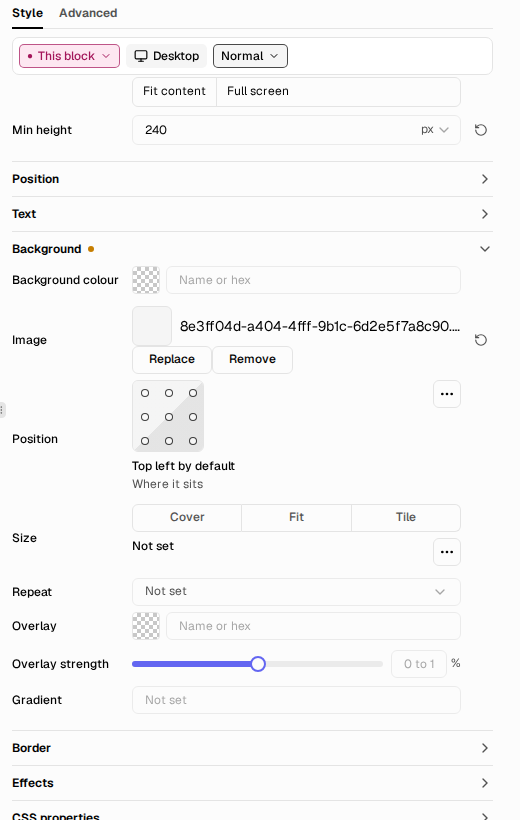 Style Advanced
This block Desktop Normal
Fit content Full screen
Min height 240 px
Position
Text
Background
Background colour Name or hex
Image 8e3ff04d-a404-4fff-9b1c-6d2e5f7a8c90....
Replace Remove
Position
Top left by default
Where it sits
Size Cover Fit Tile
Not set
Repeat Not set
Overlay Name or hex
Overlay strength 0 to 1 %
Gradient Not set
Border
Effects
CSS properties